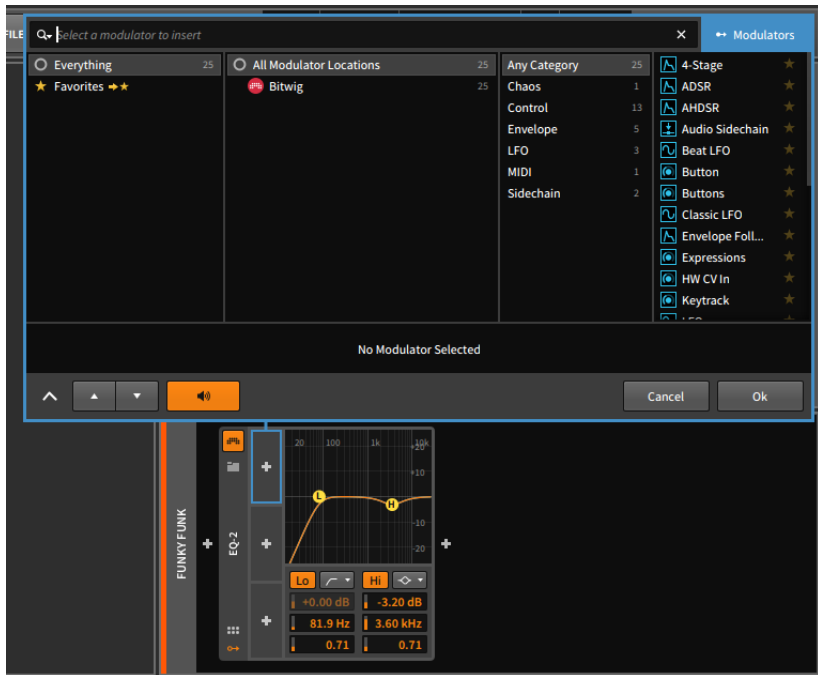 FILE
Select a modulator to insert
Modulators
Everything 25
Favorites
All Modulator Locations 25
Bitwig 25
Any Category 25
Chaos 1
Control 13
Envelope 5
LFO 3
MIDI 1
Sidechain 2
4-Stage
ADSR
AHDSR
Audio Sidechain
Beat LFO
Button
Buttons
Classic LFO
Envelope Foll...
Expressions
HW CV In
Keytrack
No Modulator Selected
Cancel
Ok
FUNKY FUNK
EQ-2
20 100 1k 10k
+20
+10
-10
-20
L
H
Lo
Hi
+0.00 dB -3.20 dB
81.9 Hz 3.60 kHz
0.71 0.71